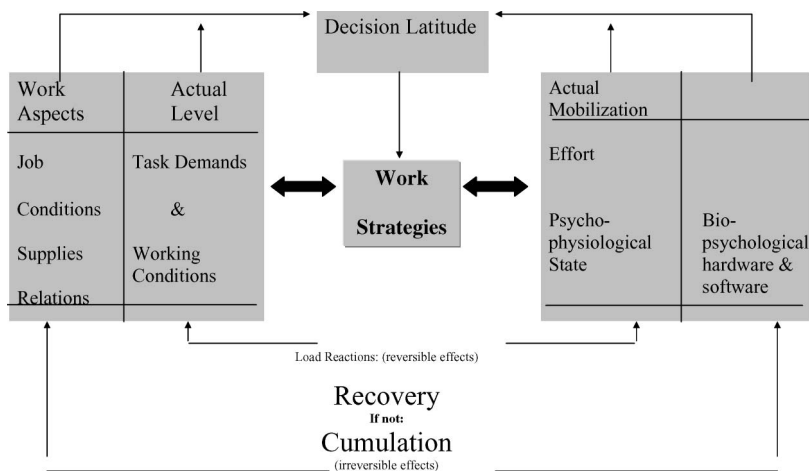 Decision Latitude
Work
Aspects
Actual
Level
Job
Conditions
Supplies
Relations
Task Demands
&
Working
Conditions
Work
Strategies
Actual
Mobilization
Effort
Psycho-
physiological
State
Bio-
psychological
hardware &
software
Load Reactions: (reversible effects)
Recovery
If not:
Cumulation
(irreversible effects)